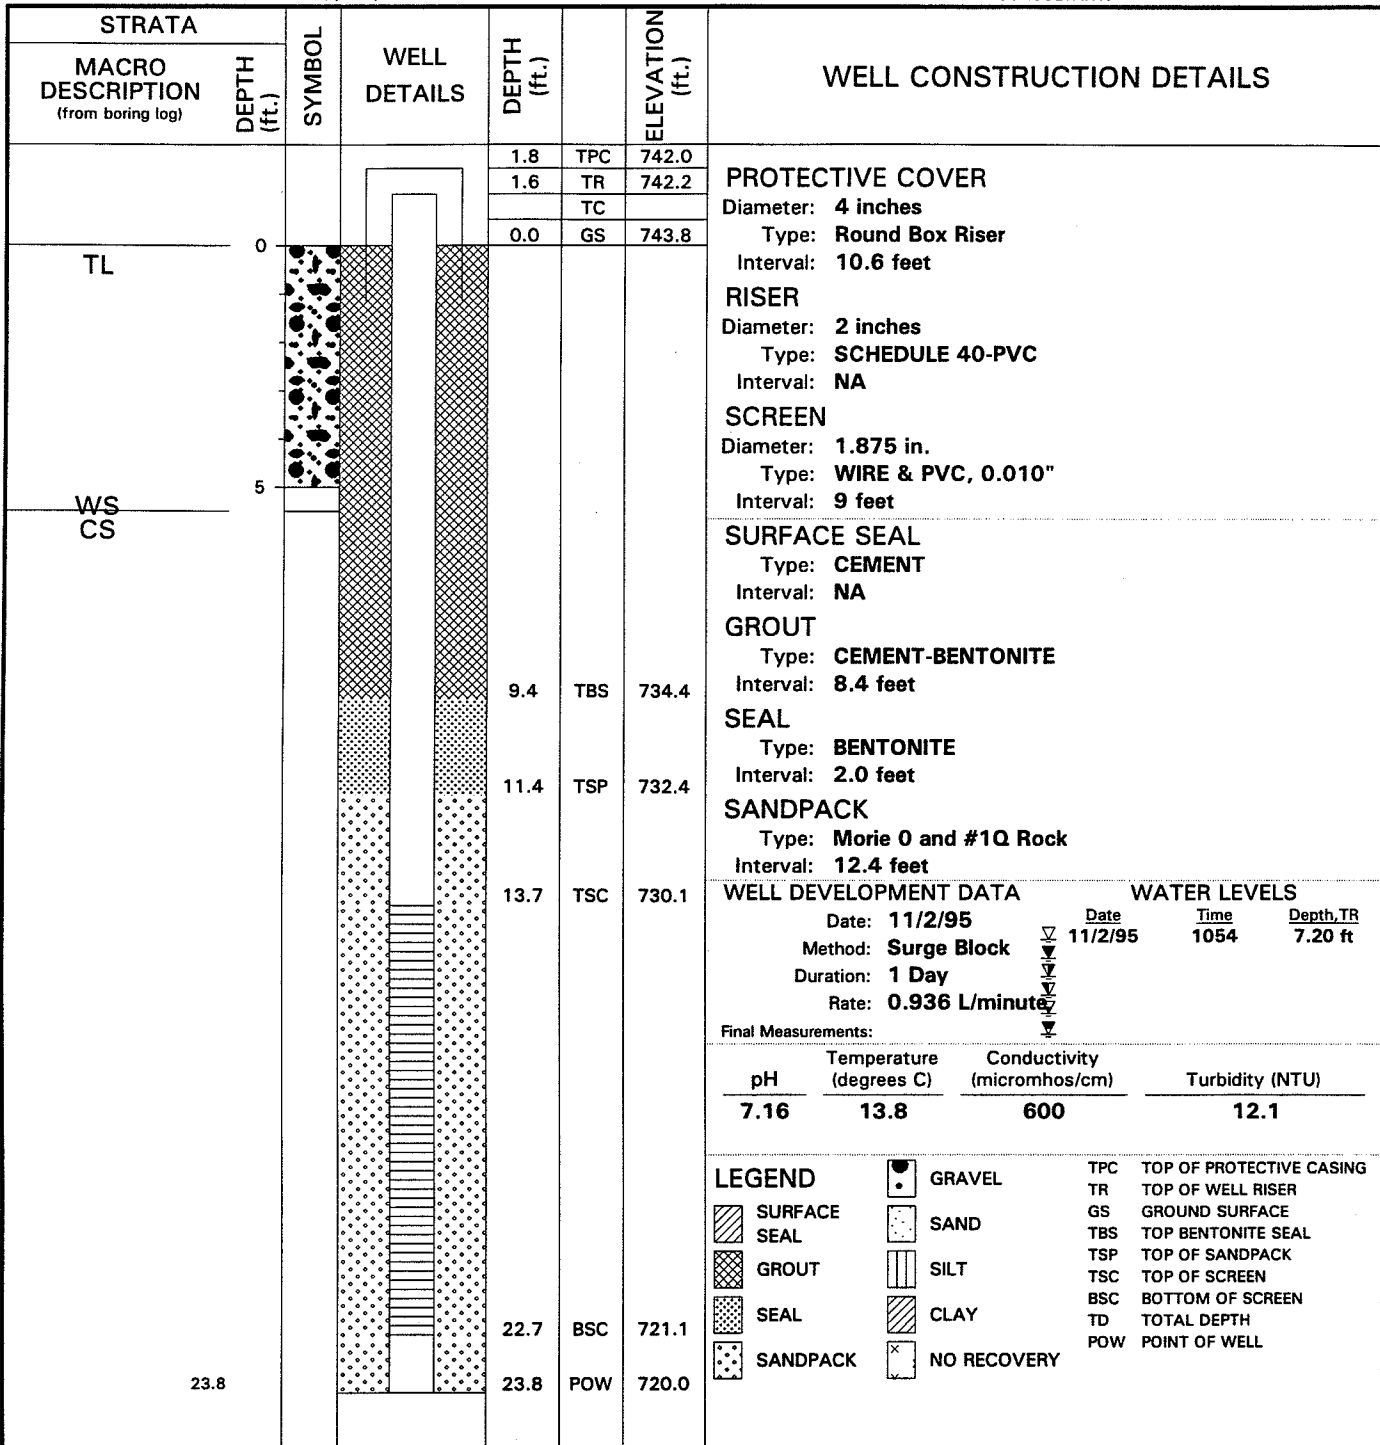 STRATA
MACRO
DESCRIPTION
(from boring log)
DEPTH
(ft.)
SYMBOL
WELL
DETAILS
DEPTH
(ft.)
ELEVATION
(ft.)
WELL CONSTRUCTION DETAILS
1.8 TPC 742.0
1.6 TR 742.2
TC
0.0 GS 743.8
0
TL
5
WS
CS
9.4 TBS 734.4
11.4 TSP 732.4
13.7 TSC 730.1
22.7 BSC 721.1
23.8
23.8 POW 720.0
PROTECTIVE COVER
Diameter: 4 inches
Type: Round Box Riser
Interval: 10.6 feet
RISER
Diameter: 2 inches
Type: SCHEDULE 40-PVC
Interval: NA
SCREEN
Diameter: 1.875 in.
Type: WIRE & PVC, 0.010"
Interval: 9 feet
SURFACE SEAL
Type: CEMENT
Interval: NA
GROUT
Type: CEMENT-BENTONITE
Interval: 8.4 feet
SEAL
Type: BENTONITE
Interval: 2.0 feet
SANDPACK
Type: Morie 0 and #1Q Rock
Interval: 12.4 feet
WELL DEVELOPMENT DATA
Date: 11/2/95
Method: Surge Block
Duration: 1 Day
Rate: 0.936 L/minute
Final Measurements:
WATER LEVELS
Date Time Depth,TR
11/2/95 1054 7.20 ft
pH
Temperature
(degrees C)
Conductivity
(micromhos/cm)
Turbidity (NTU)
7.16 13.8 600 12.1
LEGEND
SURFACE
SEAL
GROUT
SEAL
SANDPACK
GRAVEL
SAND
SILT
CLAY
NO RECOVERY
TPC TOP OF PROTECTIVE CASING
TR TOP OF WELL RISER
GS GROUND SURFACE
TBS TOP BENTONITE SEAL
TSP TOP OF SANDPACK
TSC TOP OF SCREEN
BSC BOTTOM OF SCREEN
TD TOTAL DEPTH
POW POINT OF WELL